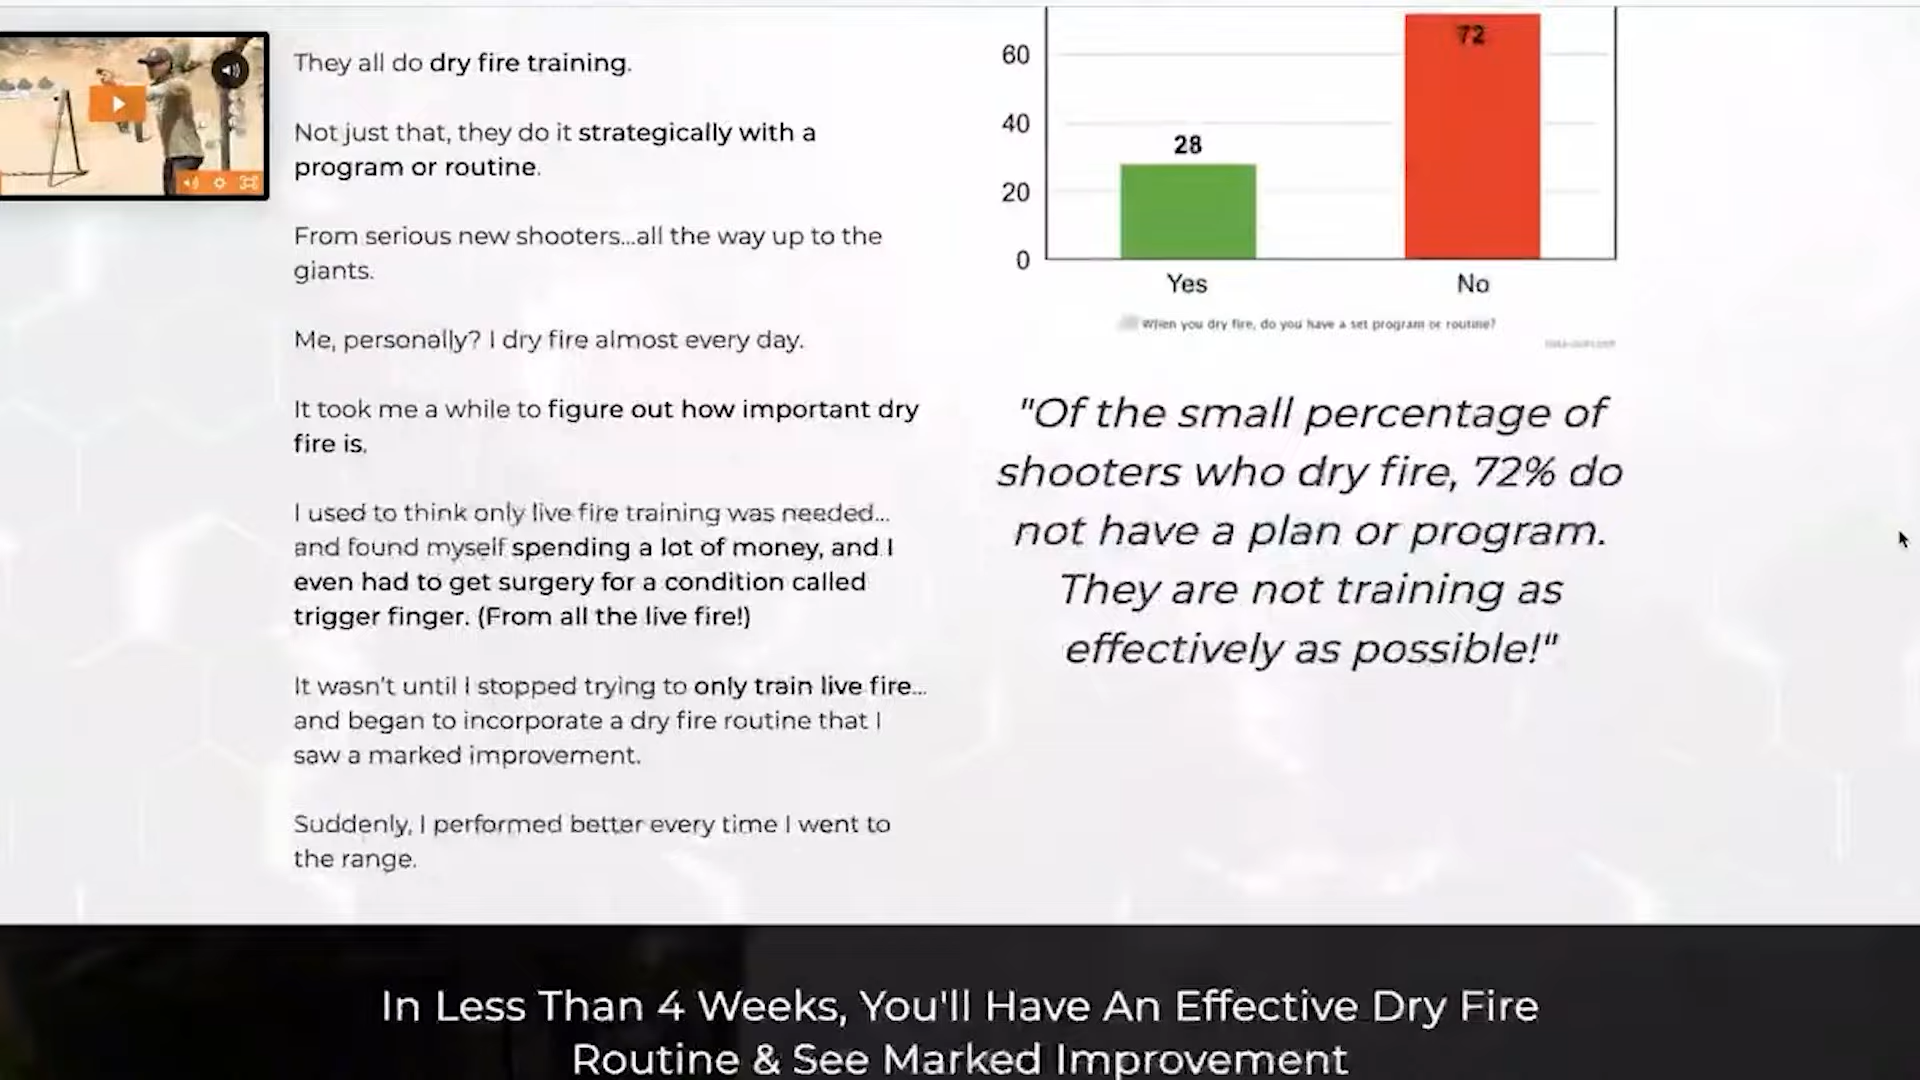 They all do dry fire training.
Not just that, they do it strategically with a
program or routine.
From serious new shooters...all the way up to the
giants.
Me, personally? I dry fire almost every day.
It took me a while to figure out how important dry
fire is.
I used to think only live fire training was needed...
and found myself spending a lot of money, and I
even had to get surgery for a condition called
trigger finger. (From all the live fire!)
It wasn't until I stopped trying to only train live fire...
and began to incorporate a dry fire routine that I
saw a marked improvement.
Suddenly, I performed better every time I went to
the range.
60
40
20
0
28
72
Yes
No
When you dry fire, do you have a set program or routine?
"Of the small percentage of
shooters who dry fire, 72% do
not have a plan or program.
They are not training as
effectively as possible!"
In Less Than 4 Weeks, You'll Have An Effective Dry Fire
Routine & See Marked Improvement